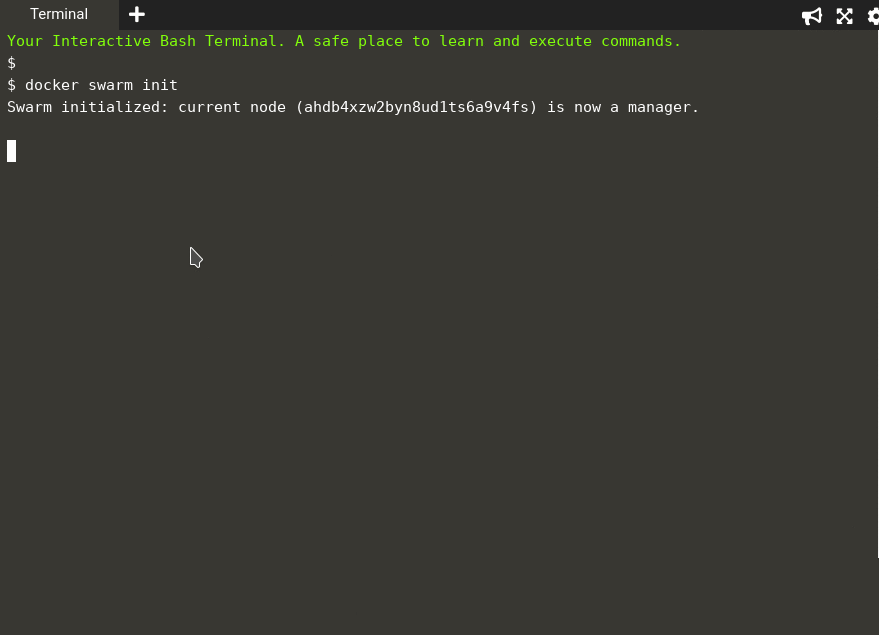 Terminal
Your Interactive Bash Terminal. A safe place to learn and execute commands.
$
$ docker swarm init
Swarm initialized: current node (ahdb4xzw2byn8ud1ts6a9v4fs) is now a manager.